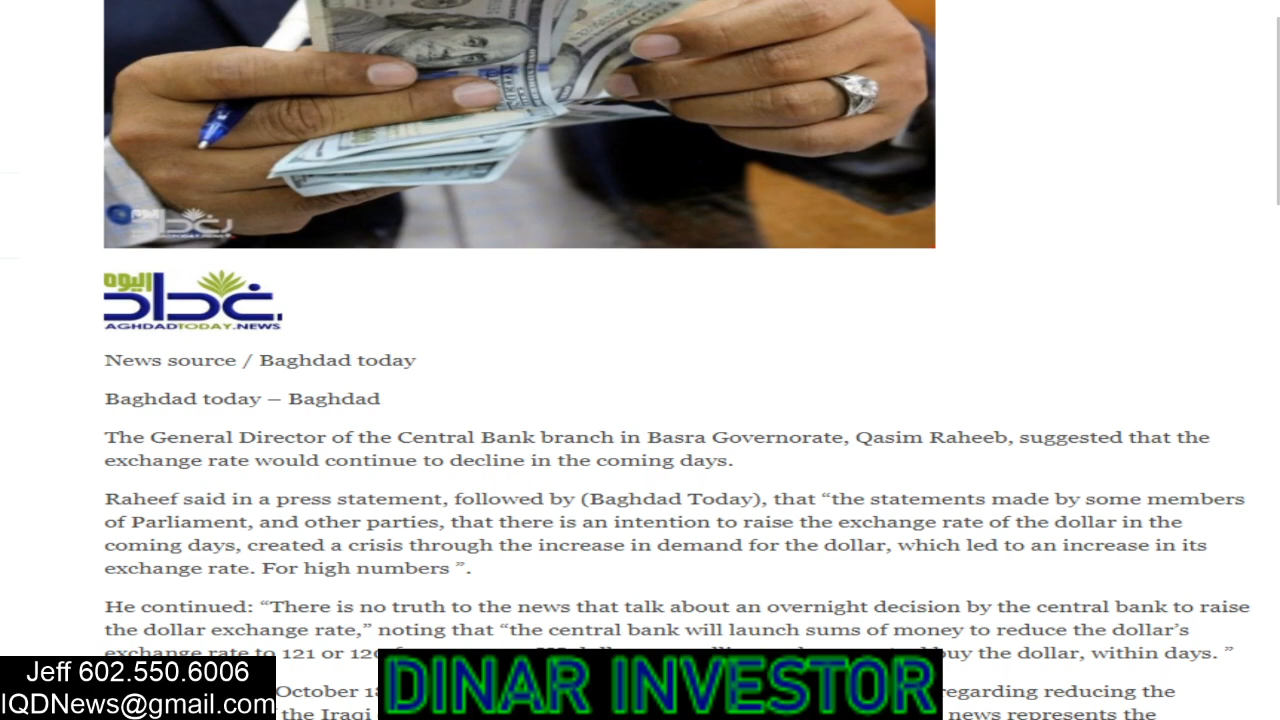 اليوم
بغداد
AGHDADTODAY.NEWS
News source / Baghdad today
Baghdad today – Baghdad
The General Director of the Central Bank branch in Basra Governorate, Qasim Raheeb, suggested that the
exchange rate would continue to decline in the coming days.
Raheef said in a press statement, followed by (Baghdad Today), that “the statements made by some members
of Parliament, and other parties, that there is an intention to raise the exchange rate of the dollar in the
coming days, created a crisis through the increase in demand for the dollar, which led to an increase in its
exchange rate. For high numbers ”.
He continued: “There is no truth to the news that talk about an overnight decision by the central bank to raise
the dollar exchange rate,” noting that “the central bank will launch sums of money to reduce the dollar’s
exchange rate to 121 or buy the dollar, within days. ”
October regarding reducing the
the Iraqi news represents the
Jeff 602.550.6006
IQDNews@gmail.com
DINAR INVESTOR